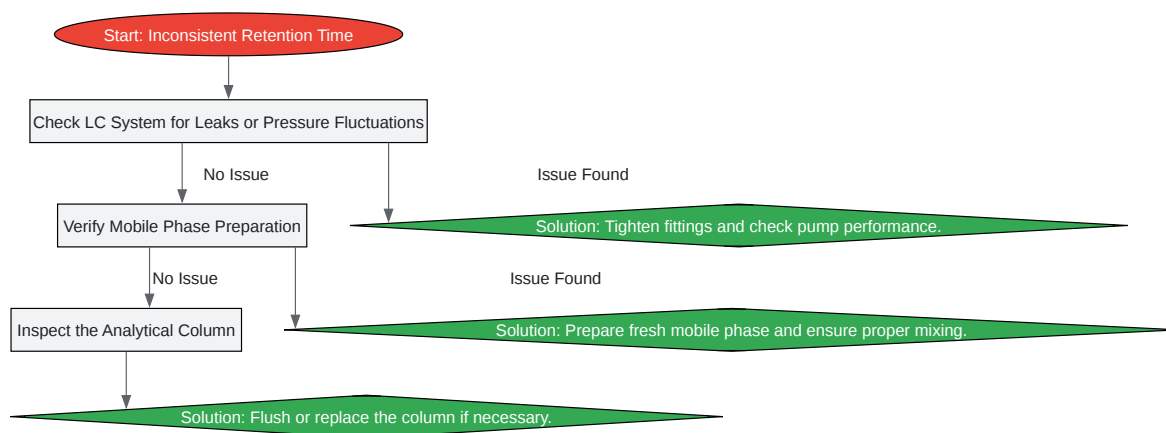 Start: Inconsistent Retention Time
Check LC System for Leaks or Pressure Fluctuations
No Issue
Issue Found
Verify Mobile Phase Preparation
Solution: Tighten fittings and check pump performance.
No Issue
Issue Found
Inspect the Analytical Column
Solution: Prepare fresh mobile phase and ensure proper mixing.
Solution: Flush or replace the column if necessary.